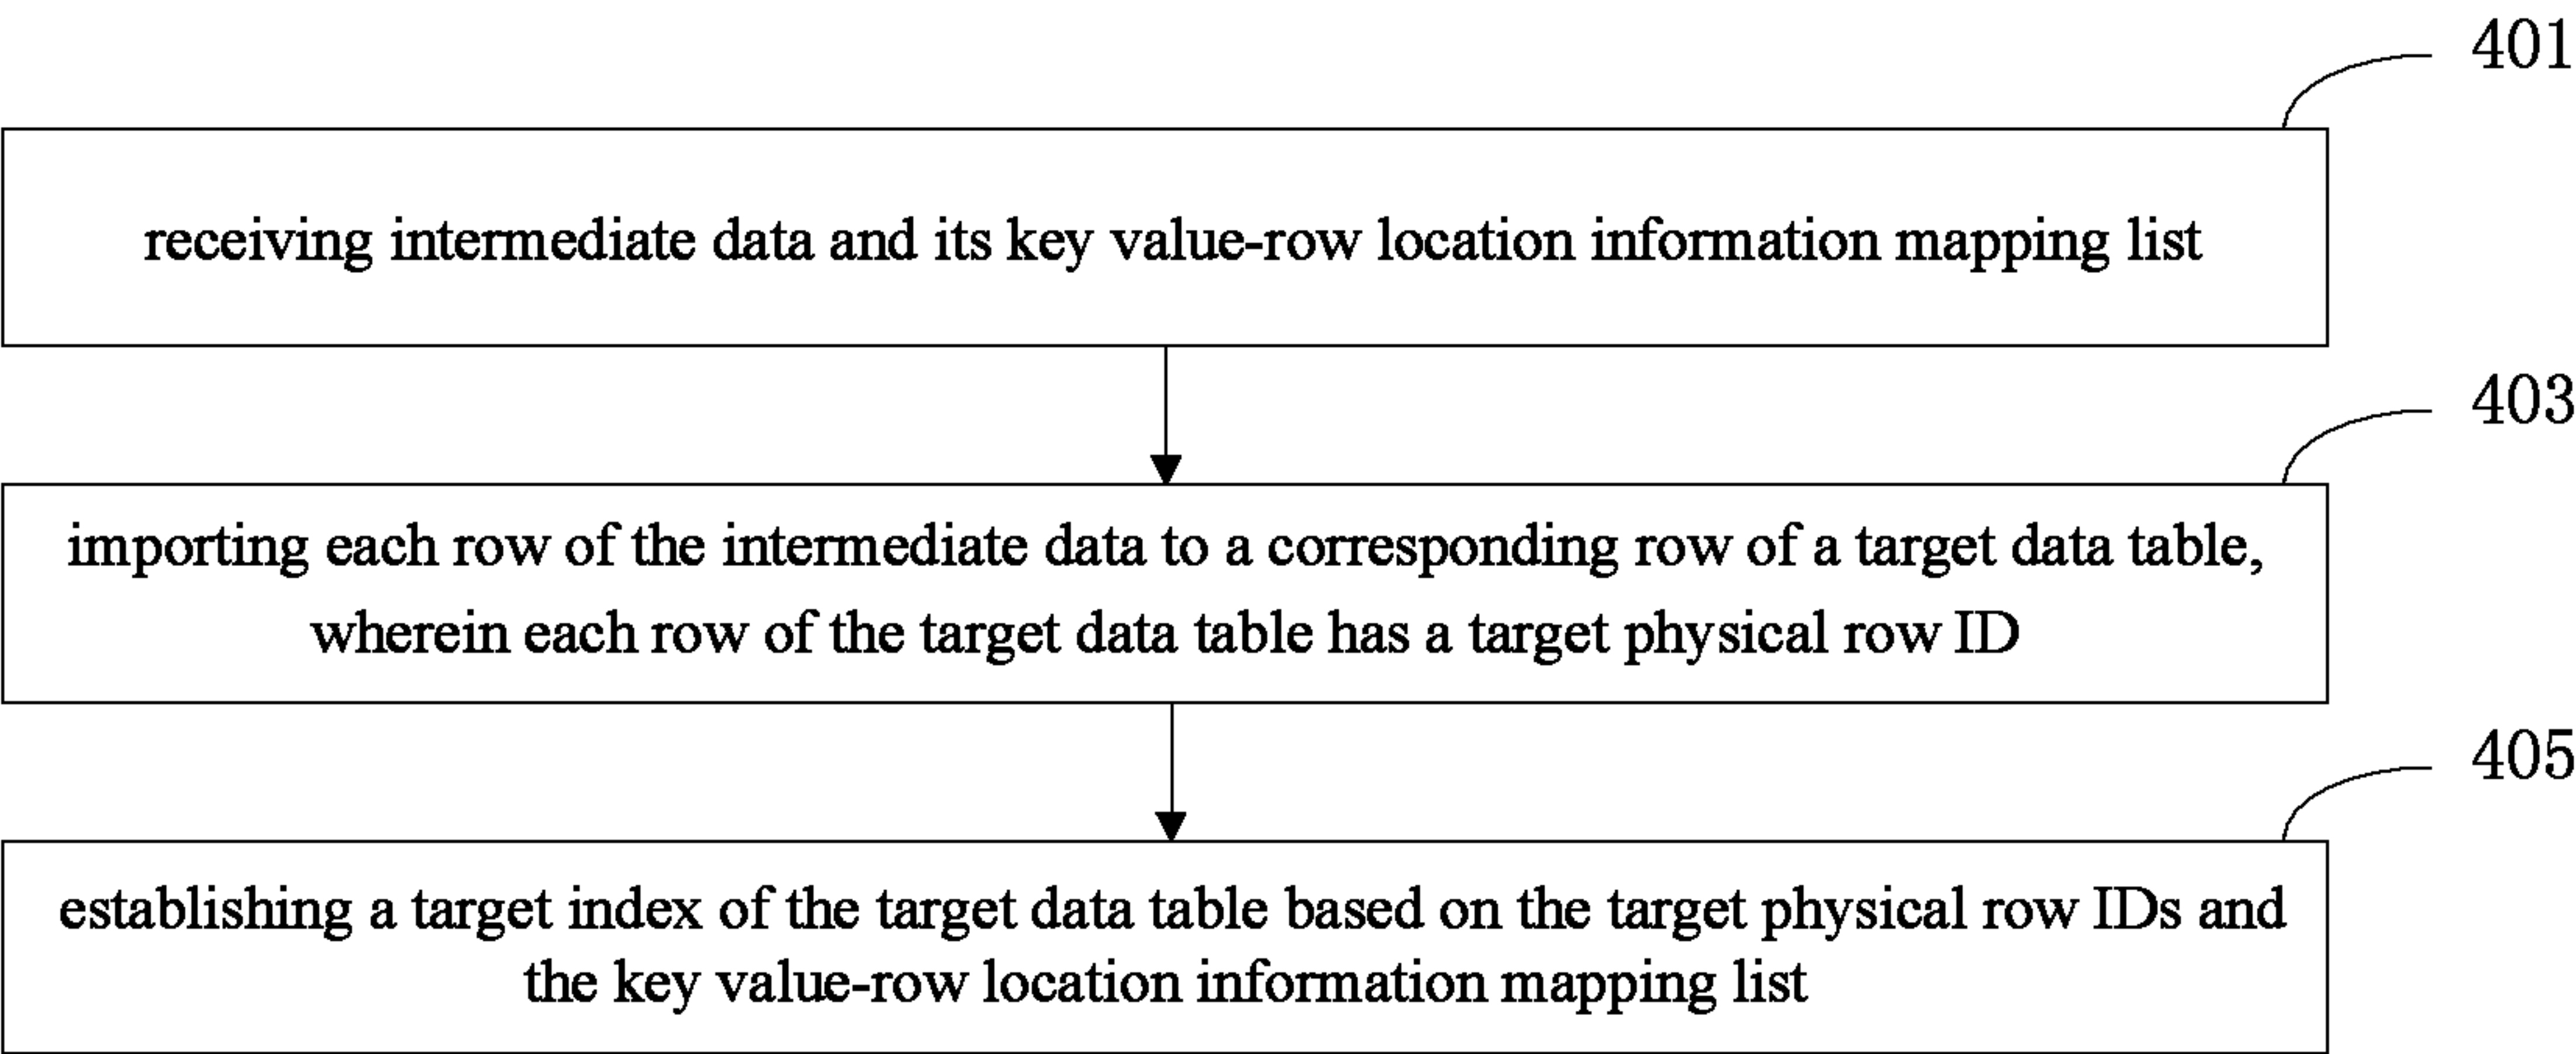 401
receiving intermediate data and its key value-row location information mapping list
403
importing each row of the intermediate data to a corresponding row of a target data table,
wherein each row of the target data table has a target physical row ID
405
establishing a target index of the target data table based on the target physical row IDs and
the key value-row location information mapping list